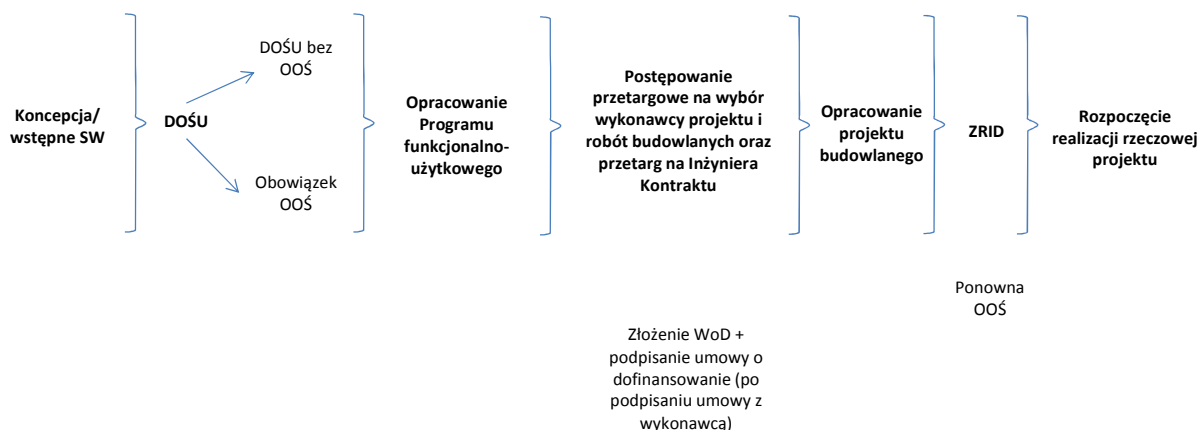 Koncepcja/
wstępne SW
DOŚU
DOŚU bez
OOŚ
Obowiązek
OOŚ
Opracowanie
Programu
funkcjonalno-
użytkowego
Postępowanie
przetargowe na wybór
wykonawcy projektu i
robót budowlanych oraz
przetarg na Inżyniera
Kontraktu
Opracowanie
projektu
budowlanego
ZRID
Rozpoczęcie
realizacji rzeczowej
projektu
Ponowna
OOŚ
Złożenie WoD +
podpisanie umowy o
dofinansowanie (po
podpisaniu umowy z
wykonawcą)